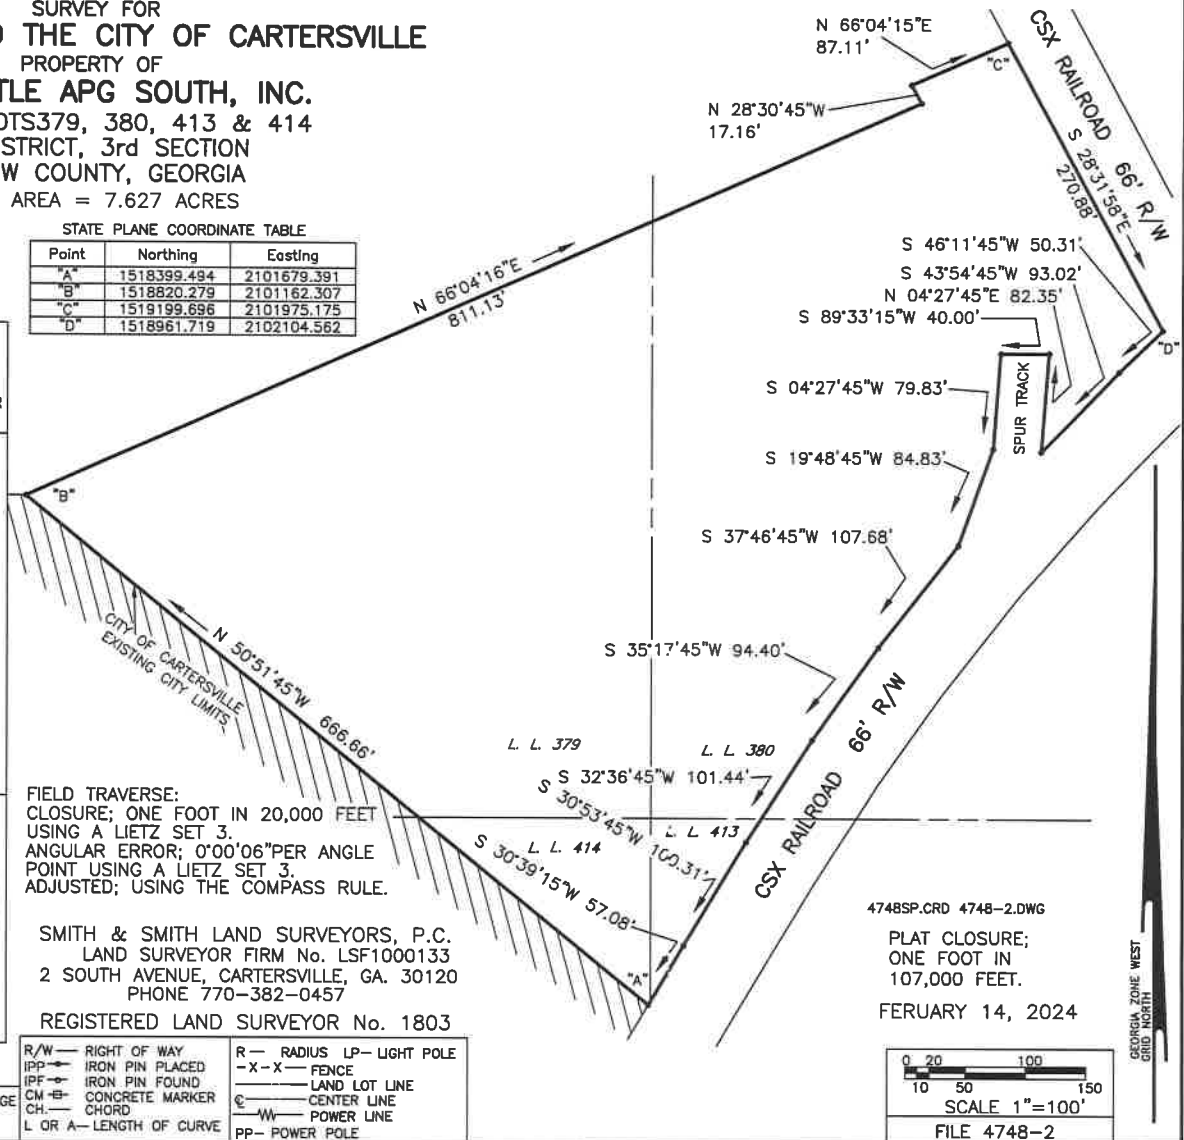 SURVEY FOR
THE CITY OF CARTERSVILLE
PROPERTY OF
TLE APG SOUTH, INC.
OTS379, 380, 413 & 414
STRICT, 3rd SECTION
W COUNTY, GEORGIA
AREA = 7.627 ACRES
STATE PLANE COORDINATE TABLE
Point Northing Easting
"A" 1518399.494 2101679.391
"B" 1518820.279 2101162.307
"C" 1519199.696 2101975.175
"D" 1518961.719 2102104.562
N 66°04'15"E
87.11'
"C"
N 28°30'45"W
17.16'
CSX RAILROAD 66' R/W
S 28°31'58"E
270.88'
N 66°04'16"E
811.13'
S 46°11'45"W 50.31'
S 43°54'45"W 93.02'
N 04°27'45"E 82.35'
S 89°33'15"W 40.00'
"D"
S 04°27'45"W 79.83'
SPUR TRACK
S 19°48'45"W 84.83'
"B"
S 37°46'45"W 107.68'
CITY OF CARTERSVILLE
EXISTING CITY LIMITS
N 50°51'45"W 666.66'
S 35°17'45"W 94.40'
L. L. 379
L. L. 380
S 32°36'45"W 101.44'
S 30°53'45"W 100.31'
L. L. 413
L. L. 414
S 30°39'15"W 57.08'
"A"
CSX RAILROAD 66' R/W
FIELD TRAVERSE:
CLOSURE; ONE FOOT IN 20,000 FEET
USING A LIETZ SET 3.
ANGULAR ERROR; 0°00'06"PER ANGLE
POINT USING A LIETZ SET 3.
ADJUSTED; USING THE COMPASS RULE.
SMITH & SMITH LAND SURVEYORS, P.C.
LAND SURVEYOR FIRM No. LSF1000133
2 SOUTH AVENUE, CARTERSVILLE, GA. 30120
PHONE 770-382-0457
REGISTERED LAND SURVEYOR No. 1803
4748SP.CRD 4748-2.DWG
PLAT CLOSURE;
ONE FOOT IN
107,000 FEET.
FERUARY 14, 2024
GEORGIA ZONE WEST
GRID NORTH
R/W RIGHT OF WAY
IPP IRON PIN PLACED
IPF IRON PIN FOUND
CM CONCRETE MARKER
CH. CHORD
L OR A-LENGTH OF CURVE
R- RADIUS LP- LIGHT POLE
-X-X- FENCE
LAND LOT LINE
CENTER LINE
POWER LINE
PP- POWER POLE
GE
0 20 100
10 50 150
SCALE 1"=100'
FILE 4748-2